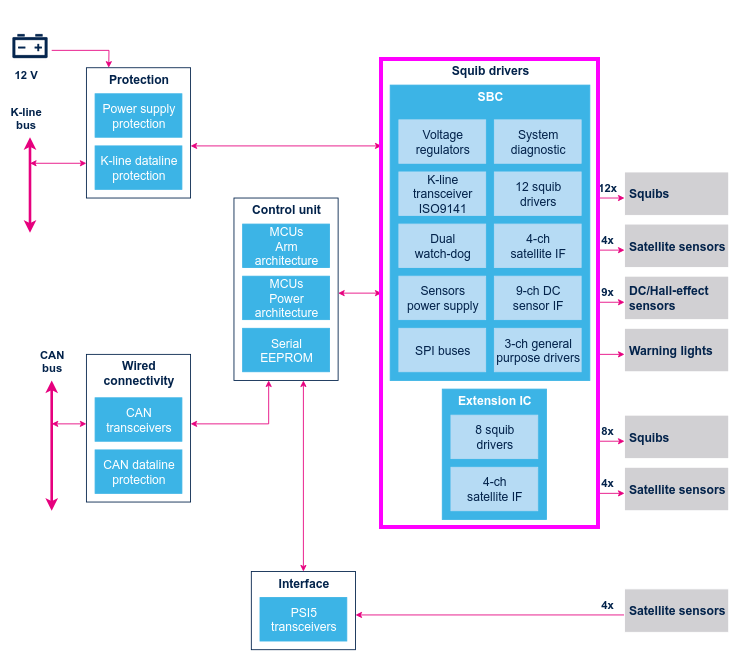 12 V
K-line
bus
Protection
Power supply
protection
K-line dataline
protection
Control unit
MCUs
Arm
architecture
MCUs
Power
architecture
Serial
EEPROM
CAN
bus
Wired
connectivity
CAN
transceivers
CAN dataline
protection
Interface
PSI5
transceivers
Squib drivers
SBC
Voltage
regulators
System
diagnostic
K-line
transceiver
ISO9141
12 squib
drivers
Dual
watch-dog
4-ch
satellite IF
Sensors
power supply
9-ch DC
sensor IF
SPI buses
3-ch general
purpose drivers
Extension IC
8 squib
drivers
4-ch
satellite IF
12x
Squibs
4x
Satellite sensors
9x
DC/Hall-effect
sensors
Warning lights
8x
Squibs
4x
Satellite sensors
4x
Satellite sensors